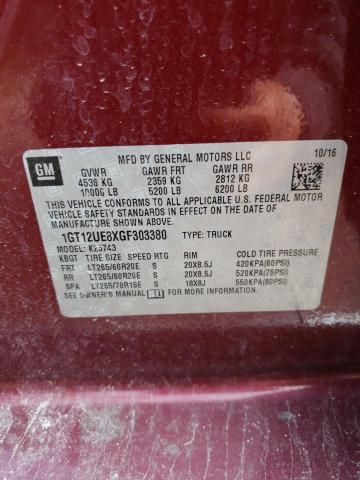 GM
MFD BY GENERAL MOTORS LLC 10/16
GVWR GAWR FRT GAWR RR
4536 KG 2359 KG 2812 KG
10000 LB 5200 LB 6200 LB
THIS VEHICLE CONFORMS TO ALL APPLICABLE U.S. FEDERAL MOTOR
VEHICLE SAFETY STANDARDS IN EFFECT ON THE DATE OF
MANUFACTURE SHOWN ABOVE.
1GT12UE8XGF303380 TYPE: TRUCK
MODEL: K25743
KBGT TIRE SIZE SPEED RTG RIM COLD TIRE PRESSURE
FRT LT265/60R20E S 20X8.5J 420KPA(60PSI)
RR LT265/60R20E S 20X8.5J 520KPA(75PSI)
SPA LT265/70R18E S 18X8J 550KPA(80PSI)
SEE OWNER'S MANUAL FOR ADDITIONAL INFORMATION.